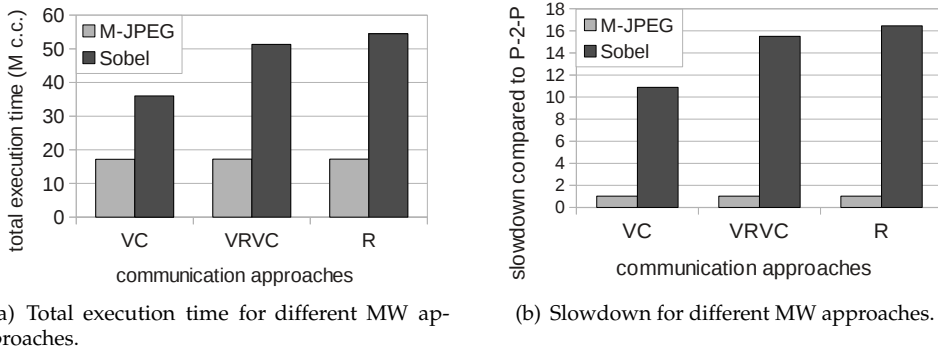 60
50
40
30
20
10
0
total execution time (M c.c.)
M-JPEG
Sobel
VC VRVC R
communication approaches
a) Total execution time for different MW ap-
proaches.
18
16
14
12
10
8
6
4
2
0
slowdown compared to P-2-P
M-JPEG
Sobel
VC VRVC R
communication approaches
(b) Slowdown for different MW approaches.